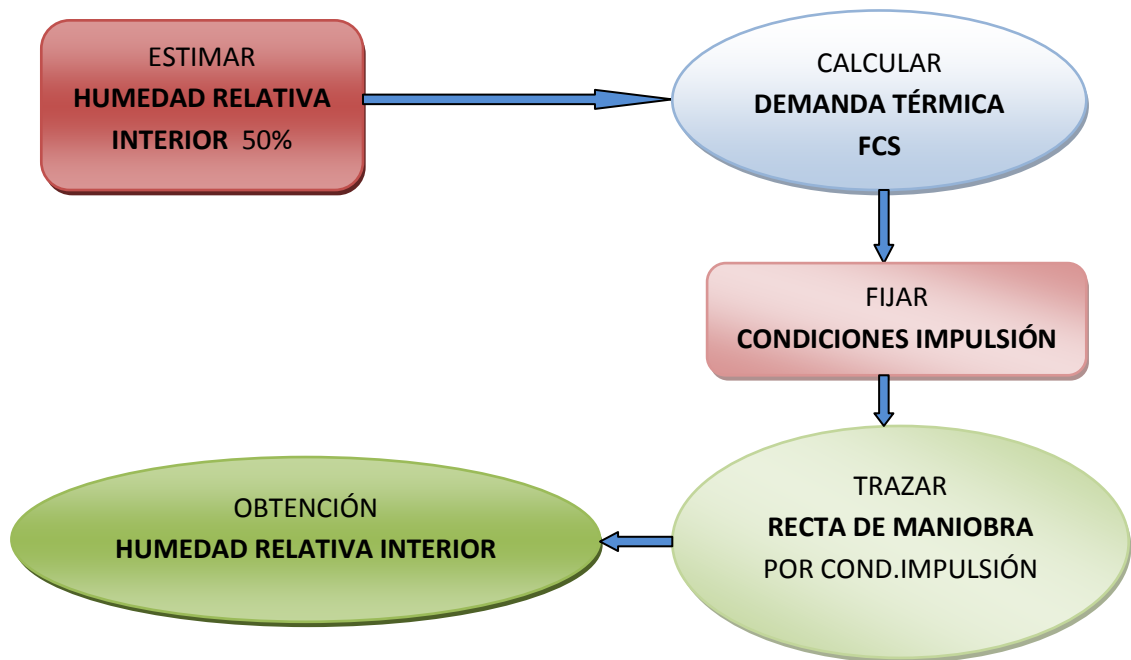 ESTIMAR
HUMEDAD RELATIVA
INTERIOR 50%
CALCULAR
DEMANDA TÉRMICA
FCS
FIJAR
CONDICIONES IMPULSIÓN
TRAZAR
RECTA DE MANIOBRA
POR COND.IMPULSIÓN
OBTENCIÓN
HUMEDAD RELATIVA INTERIOR